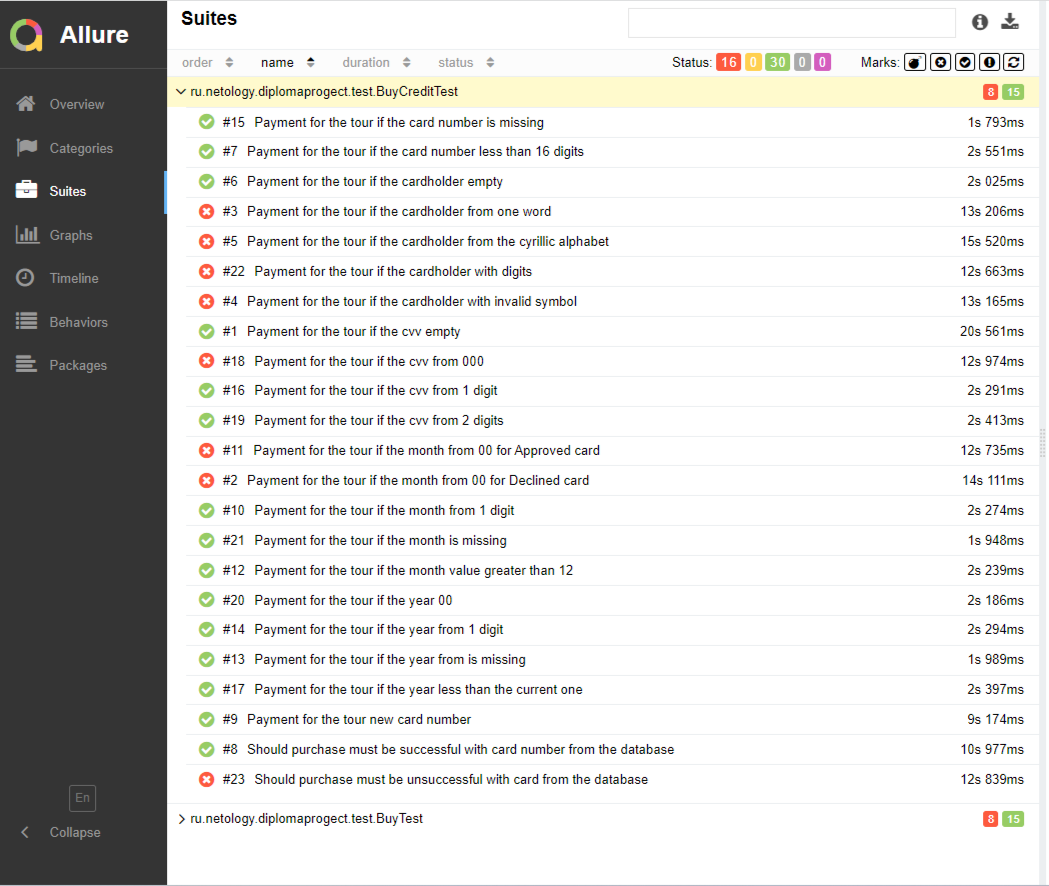 Allure
Overview
Categories
Suites
Graphs
Timeline
Behaviors
Packages
En
Collapse
Suites
order name duration status Status: 16 0 30 0 0 Marks:
ru.netology.diplomaprogect.test.BuyCreditTest 8 15
#15 Payment for the tour if the card number is missing 1s 793ms
#7 Payment for the tour if the card number less than 16 digits 2s 551ms
#6 Payment for the tour if the cardholder empty 2s 025ms
#3 Payment for the tour if the cardholder from one word 13s 206ms
#5 Payment for the tour if the cardholder from the cyrillic alphabet 15s 520ms
#22 Payment for the tour if the cardholder with digits 12s 663ms
#4 Payment for the tour if the cardholder with invalid symbol 13s 165ms
#1 Payment for the tour if the cvv empty 20s 561ms
#18 Payment for the tour if the cvv from 000 12s 974ms
#16 Payment for the tour if the cvv from 1 digit 2s 291ms
#19 Payment for the tour if the cvv from 2 digits 2s 413ms
#11 Payment for the tour if the month from 00 for Approved card 12s 735ms
#2 Payment for the tour if the month from 00 for Declined card 14s 111ms
#10 Payment for the tour if the month from 1 digit 2s 274ms
#21 Payment for the tour if the month is missing 1s 948ms
#12 Payment for the tour if the month value greater than 12 2s 239ms
#20 Payment for the tour if the year 00 2s 186ms
#14 Payment for the tour if the year from 1 digit 2s 294ms
#13 Payment for the tour if the year from is missing 1s 989ms
#17 Payment for the tour if the year less than the current one 2s 397ms
#9 Payment for the tour new card number 9s 174ms
#8 Should purchase must be successful with card number from the database 10s 977ms
#23 Should purchase must be unsuccessful with card from the database 12s 839ms
ru.netology.diplomaprogect.test.BuyTest 8 15